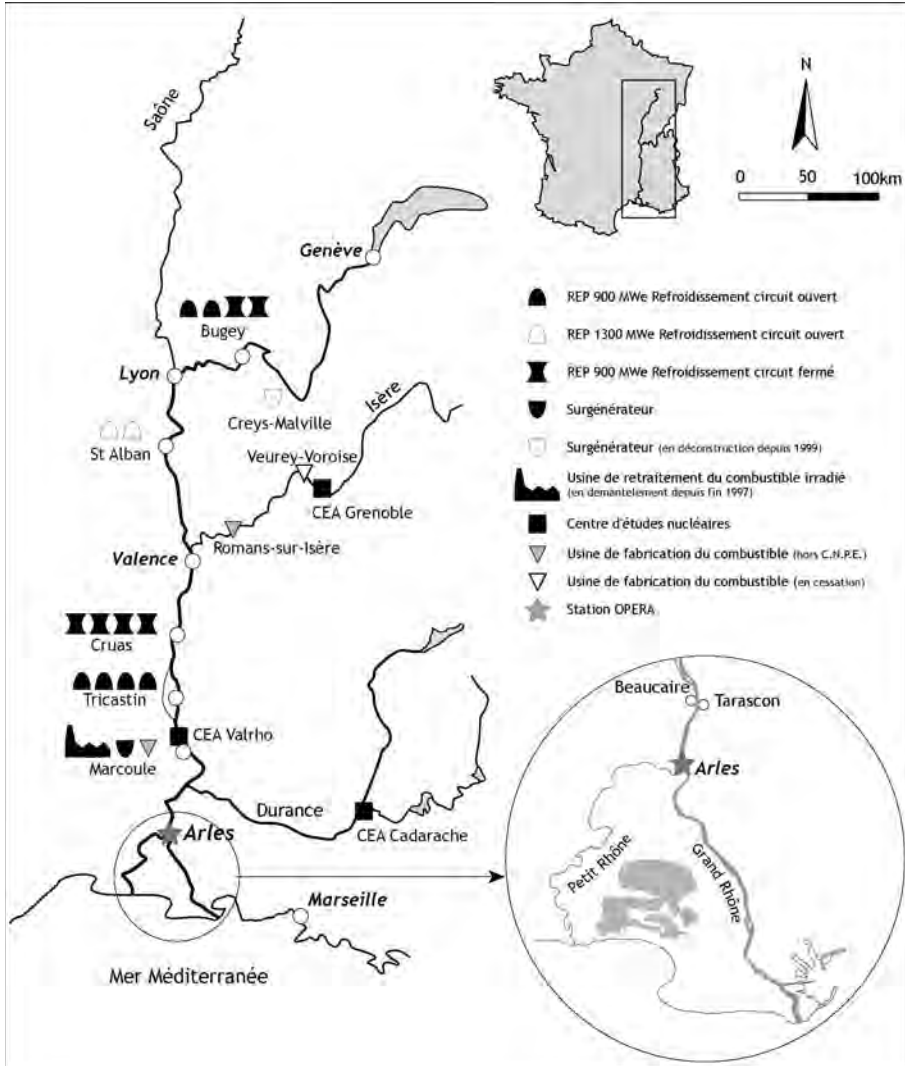 Saône
N
0 50 100km
Genève
Bugey
Lyon
Isère
Creys-Malville
St Alban
Veurey-Voroise
CEA Grenoble
Romans-sur-Isère
Valence
Cruas
Tricastin
CEA Valrho
Marcoule
Durance
CEA Cadarache
Arles
Marseille
Mer Méditerranée
REP 900 MWe Refroidissement circuit ouvert
REP 1300 MWe Refroidissement circuit ouvert
REP 900 MWe Refroidissement circuit fermé
Surgénérateur
Surgénérateur (en déconstruction depuis 1999)
Usine de retraitement du combustible irradié
(en démantelement depuis fin 1997)
Centre d'études nucléaires
Usine de fabrication du combustible (hors C.N.P.E.)
Usine de fabrication du combustible (en cessation)
Station OPERA
Beaucaire
Tarascon
Arles
Petit Rhône
Grand Rhône